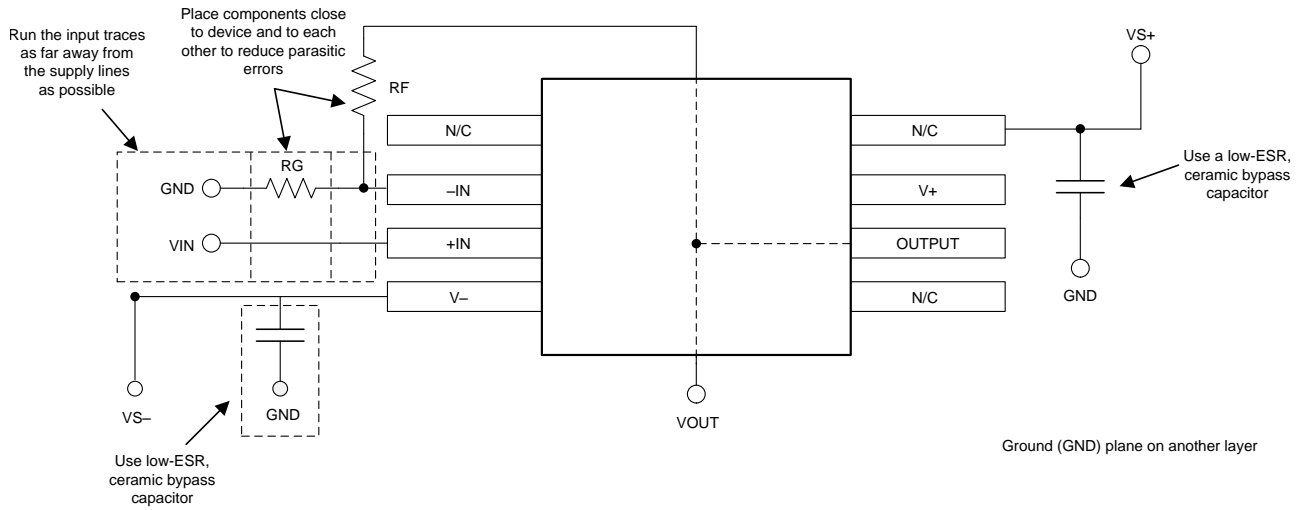 Place components close
to device and to each
other to reduce parasitic
errors
Run the input traces
as far away from
the supply lines
as possible
VS+
RF
N/C
N/C
Use a low-ESR,
ceramic bypass
capacitor
RG
GND
–IN
V+
VIN
+IN
OUTPUT
GND
V–
N/C
VS–
GND
VOUT
Use low-ESR,
ceramic bypass
capacitor
Ground (GND) plane on another layer